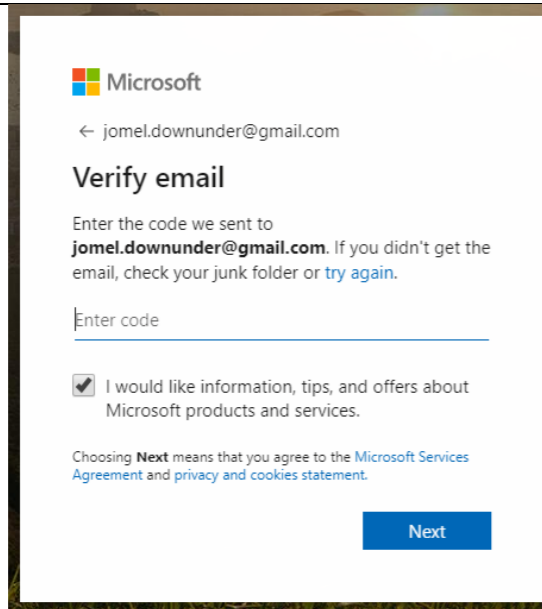 Microsoft
← jomel.downunder@gmail.com
Verify email
Enter the code we sent to
jomel.downunder@gmail.com. If you didn't get the
email, check your junk folder or try again.
Enter code
I would like information, tips, and offers about
Microsoft products and services.
Choosing Next means that you agree to the Microsoft Services
Agreement and privacy and cookies statement.
Next